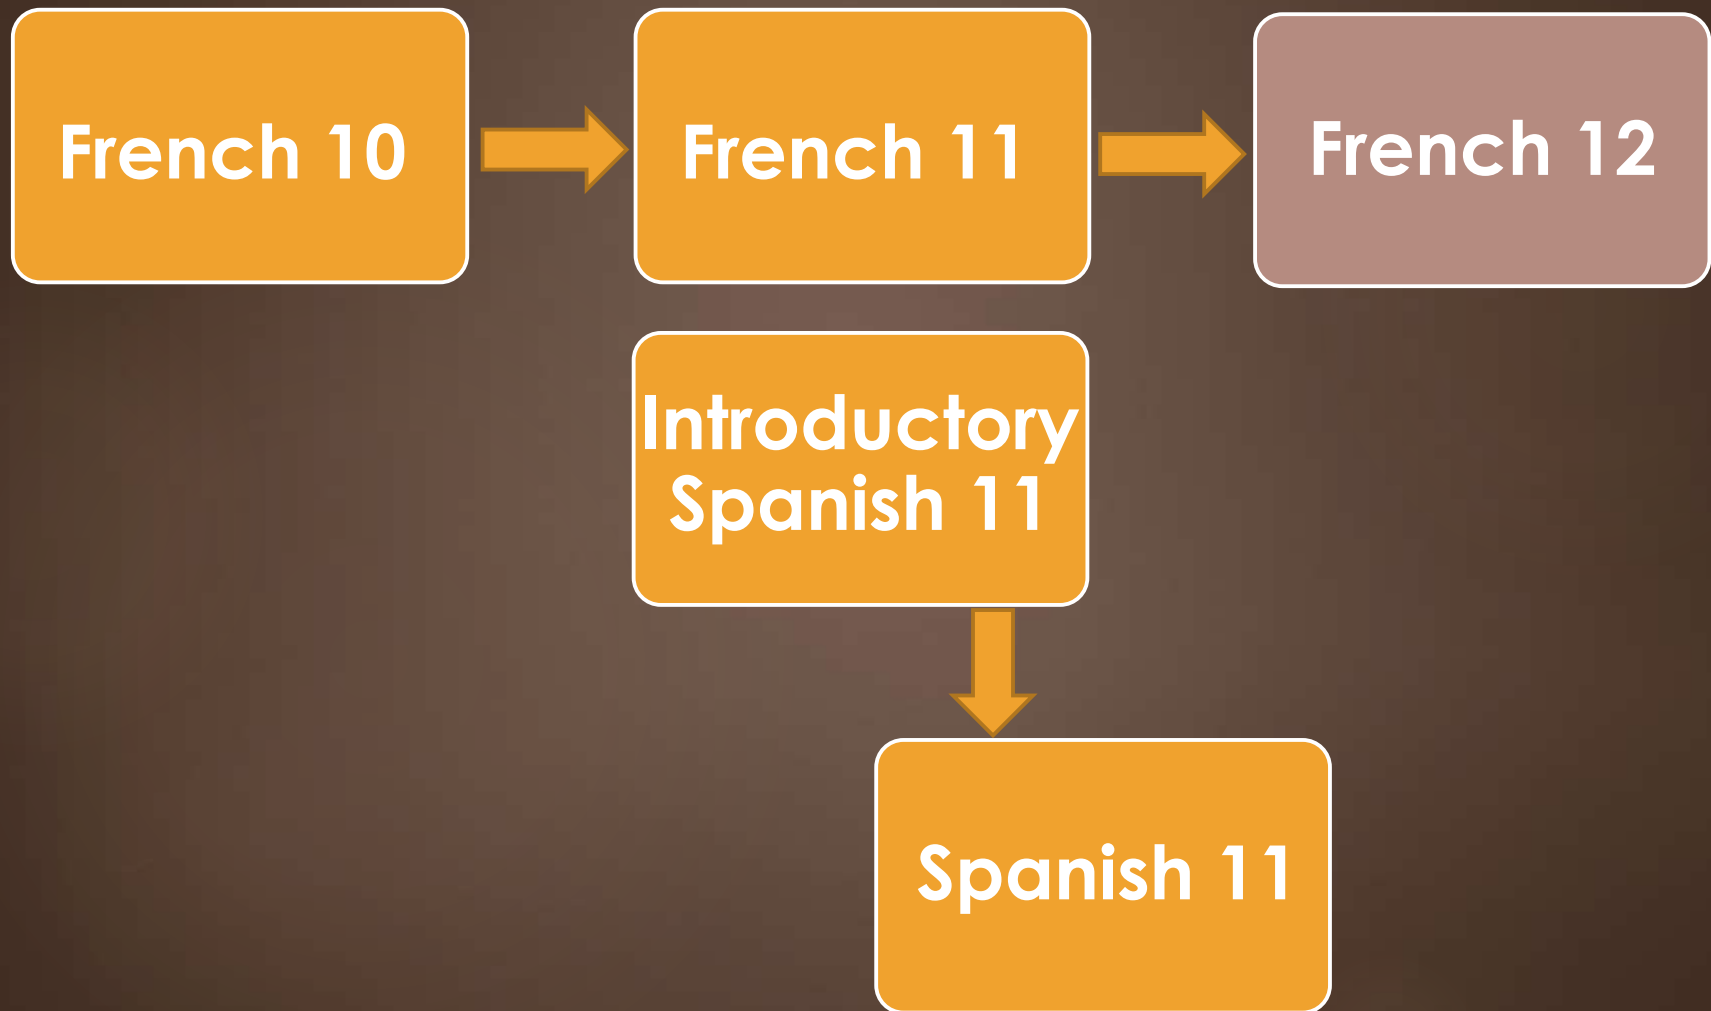 French 10
French 11
French 12
Introductory
Spanish 11
Spanish 11